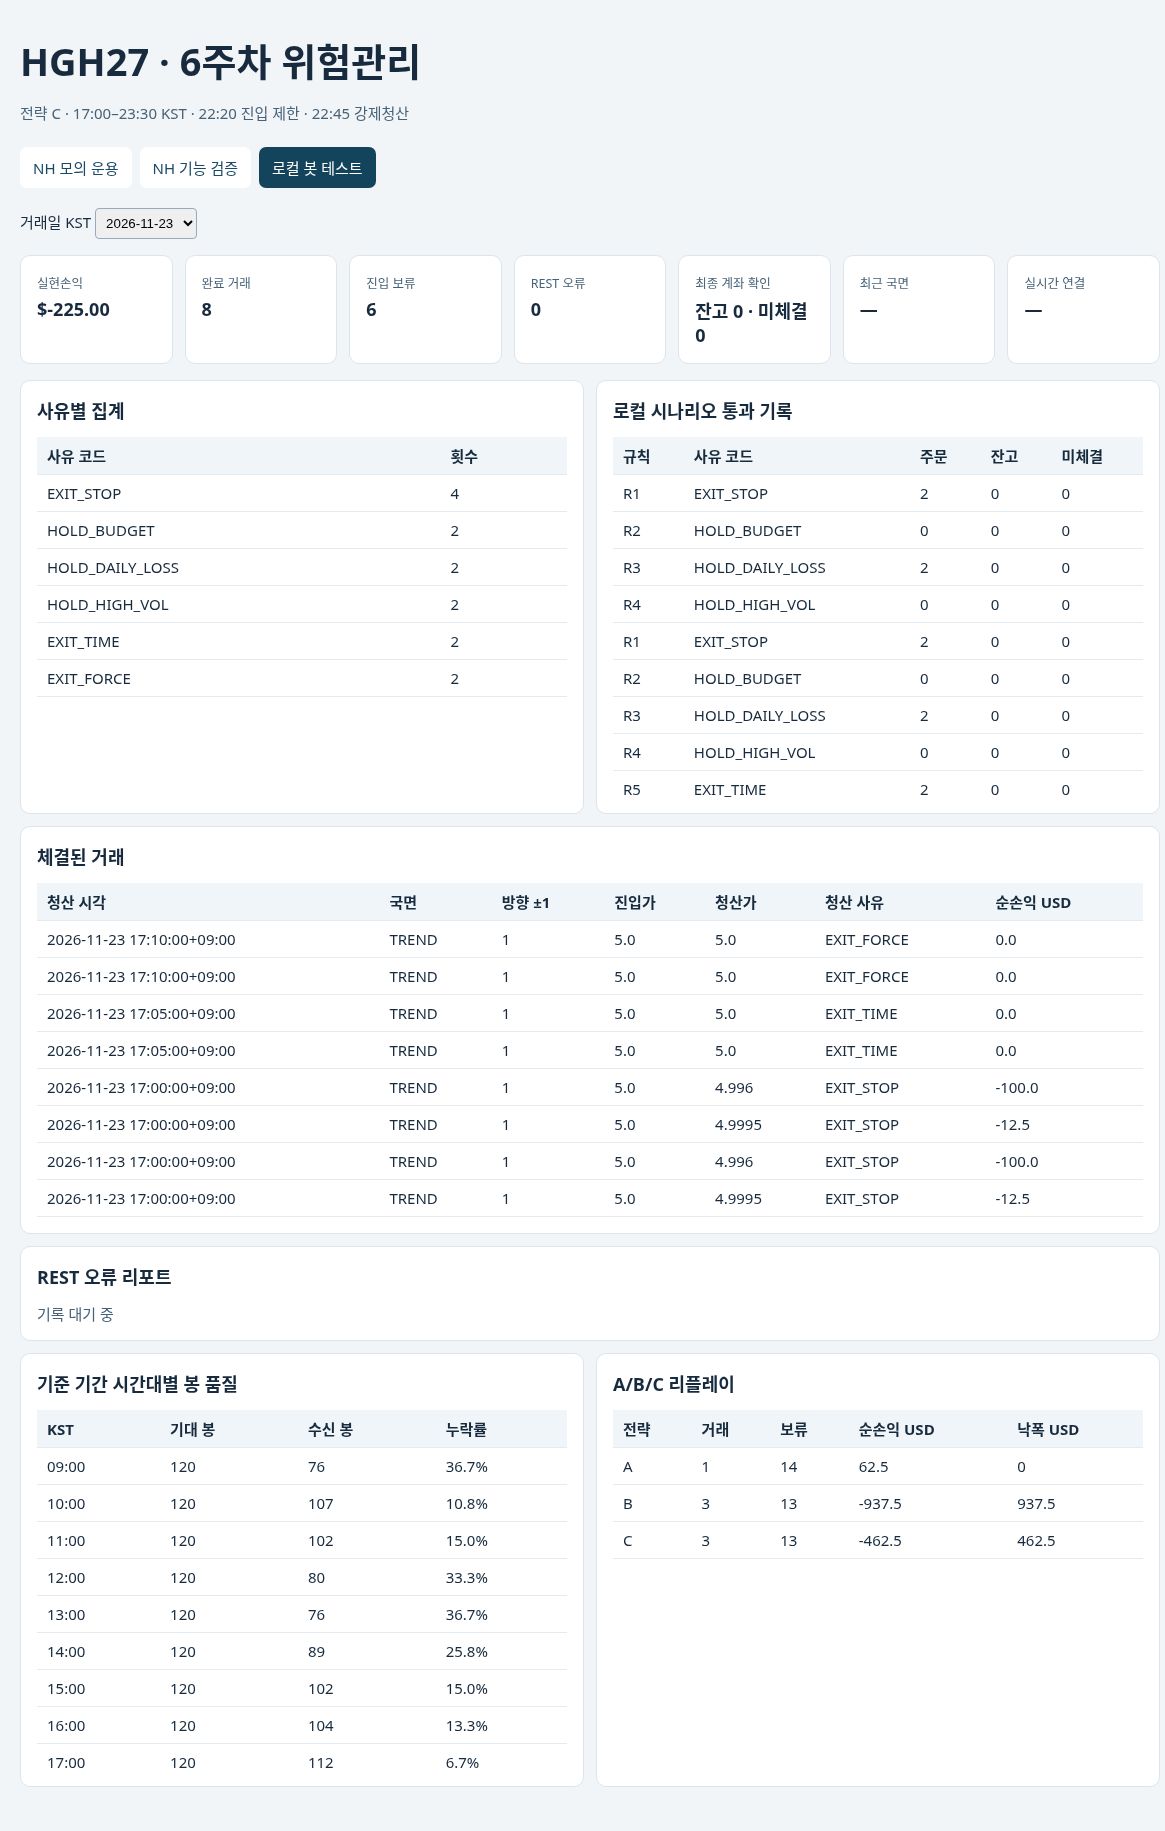 HGH27 · 6주차 위험관리
전략 C · 17:00–23:30 KST · 22:20 진입 제한 · 22:45 강제청산
NH 모의 운용 NH 기능 검증 로컬 봇 테스트
거래일 KST 2026-11-23
실현손익 완료 거래 진입 보류 REST 오류 최종 계좌 확인 최근 국면 실시간 연결
$-225.00 8 6 0 잔고 0 · 미체결 0 — —
사유별 집계
사유 코드 횟수
EXIT_STOP 4
HOLD_BUDGET 2
HOLD_DAILY_LOSS 2
HOLD_HIGH_VOL 2
EXIT_TIME 2
EXIT_FORCE 2
로컬 시나리오 통과 기록
규칙 사유 코드 주문 잔고 미체결
R1 EXIT_STOP 2 0 0
R2 HOLD_BUDGET 0 0 0
R3 HOLD_DAILY_LOSS 2 0 0
R4 HOLD_HIGH_VOL 0 0 0
R1 EXIT_STOP 2 0 0
R2 HOLD_BUDGET 0 0 0
R3 HOLD_DAILY_LOSS 2 0 0
R4 HOLD_HIGH_VOL 0 0 0
R5 EXIT_TIME 2 0 0
체결된 거래
청산 시각 국면 방향 ±1 진입가 청산가 청산 사유 순손익 USD
2026-11-23 17:10:00+09:00 TREND 1 5.0 5.0 EXIT_FORCE 0.0
2026-11-23 17:10:00+09:00 TREND 1 5.0 5.0 EXIT_FORCE 0.0
2026-11-23 17:05:00+09:00 TREND 1 5.0 5.0 EXIT_TIME 0.0
2026-11-23 17:05:00+09:00 TREND 1 5.0 5.0 EXIT_TIME 0.0
2026-11-23 17:00:00+09:00 TREND 1 5.0 4.996 EXIT_STOP -100.0
2026-11-23 17:00:00+09:00 TREND 1 5.0 4.9995 EXIT_STOP -12.5
2026-11-23 17:00:00+09:00 TREND 1 5.0 4.996 EXIT_STOP -100.0
2026-11-23 17:00:00+09:00 TREND 1 5.0 4.9995 EXIT_STOP -12.5
REST 오류 리포트
기록 대기 중
기준 기간 시간대별 봉 품질
KST 기대 봉 수신 봉 누락률
09:00 120 76 36.7%
10:00 120 107 10.8%
11:00 120 102 15.0%
12:00 120 80 33.3%
13:00 120 76 36.7%
14:00 120 89 25.8%
15:00 120 102 15.0%
16:00 120 104 13.3%
17:00 120 112 6.7%
A/B/C 리플레이
전략 거래 보류 순손익 USD 낙폭 USD
A 1 14 62.5 0
B 3 13 -937.5 937.5
C 3 13 -462.5 462.5